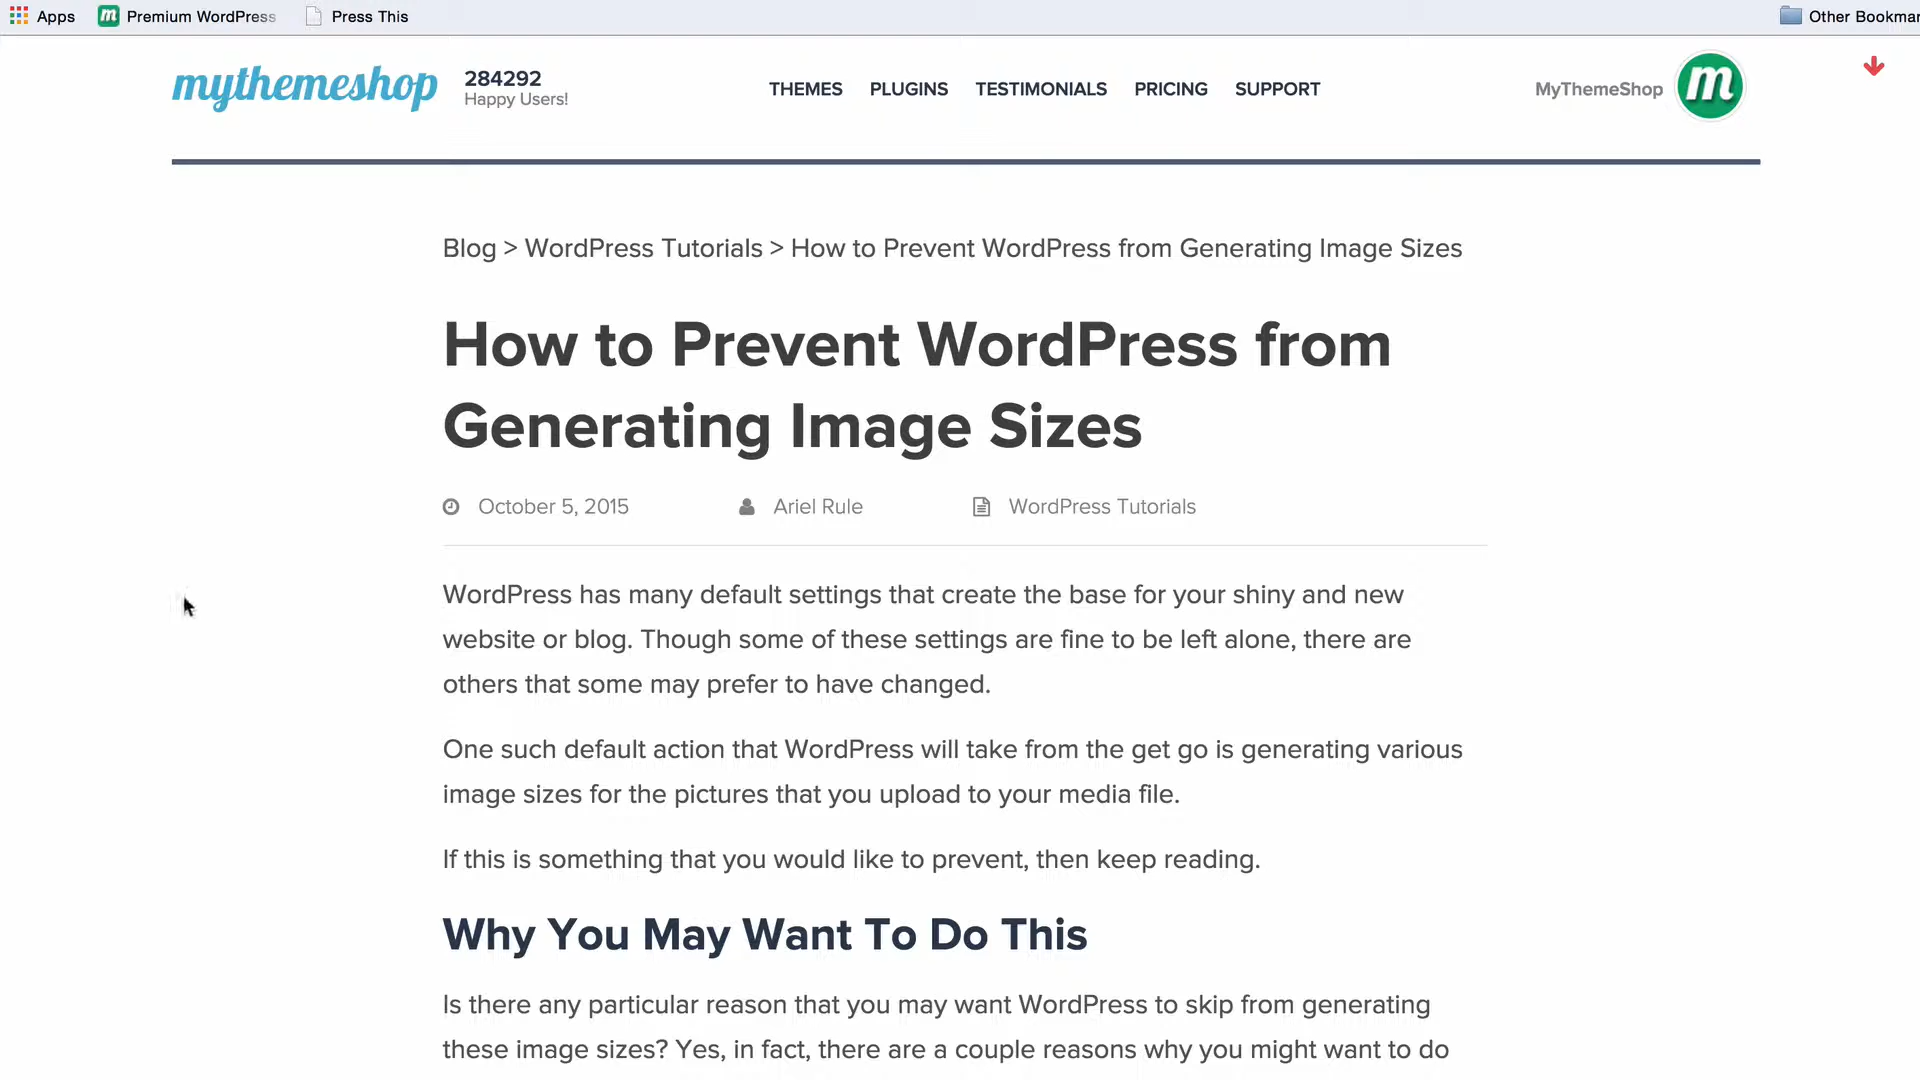 Apps Premium WordPress Press This Other Bookmar
mythemeshop 284292 THEMES PLUGINS TESTIMONIALS PRICING SUPPORT MyThemeShop m
Happy Users!
Blog > WordPress Tutorials > How to Prevent WordPress from Generating Image Sizes
How to Prevent WordPress from
Generating Image Sizes
October 5, 2015 Ariel Rule WordPress Tutorials
WordPress has many default settings that create the base for your shiny and new
website or blog. Though some of these settings are fine to be left alone, there are
others that some may prefer to have changed.
One such default action that WordPress will take from the get go is generating various
image sizes for the pictures that you upload to your media file.
If this is something that you would like to prevent, then keep reading.
Why You May Want To Do This
Is there any particular reason that you may want WordPress to skip from generating
these image sizes? Yes, in fact, there are a couple reasons why you might want to do